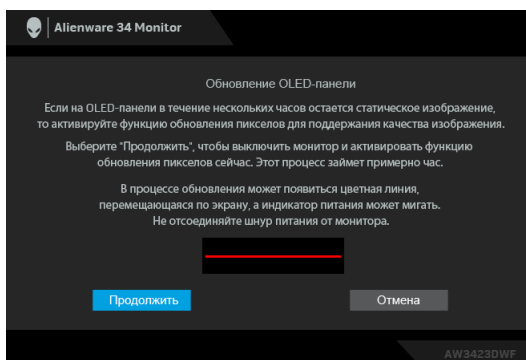 Alienware 34 Monitor
Обновление OLED-панели
Если на OLED-панели в течение нескольких часов остается статическое изображение,
то активируйте функцию обновления пикселов для поддержания качества изображения.
Выберите "Продолжить", чтобы выключить монитор и активировать функцию
обновления пикселов сейчас. Этот процесс займет примерно час.
В процессе обновления может появиться цветная линия,
перемещающаяся по экрану, а индикатор питания может мигать.
Не отсоединяйте шнур питания от монитора.
Продолжить Отмена
AW3423DWF